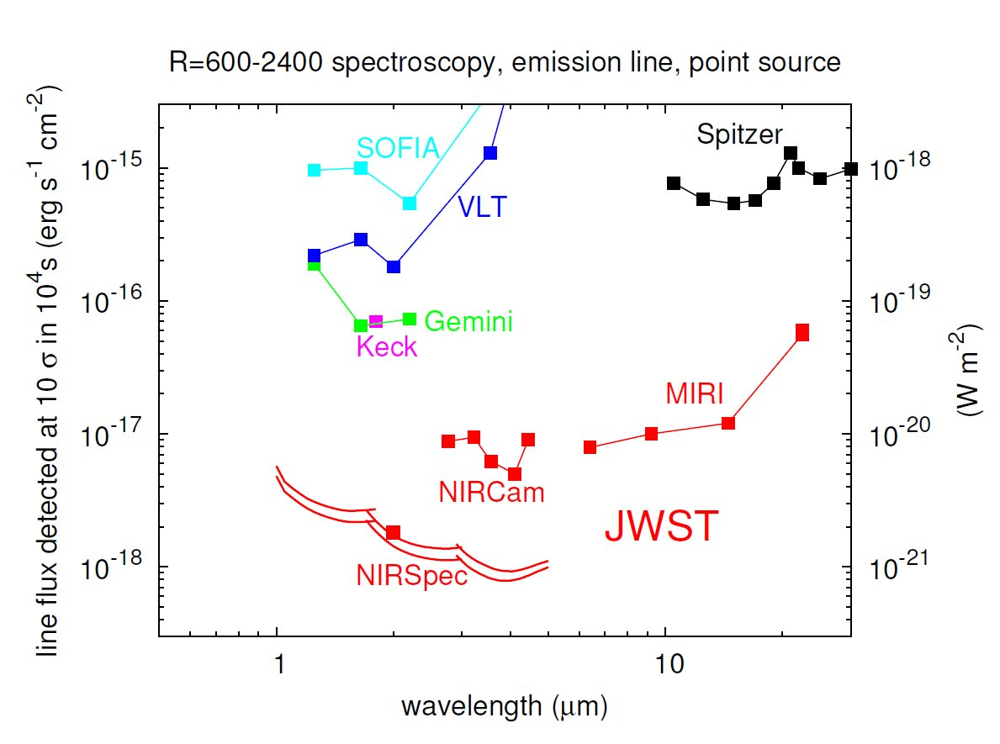 R=600-2400 spectroscopy, emission line, point source
line flux detected at 10 σ in 10⁴s (erg s⁻¹ cm⁻²)
10⁻¹⁵
10⁻¹⁶
10⁻¹⁷
10⁻¹⁸
SOFIA
VLT
Gemini
Keck
Spitzer
MIRI
NIRCam
JWST
NIRSpec
10⁻¹⁸
10⁻¹⁹
10⁻²⁰
10⁻²¹
(W m⁻²)
1
10
wavelength (μm)